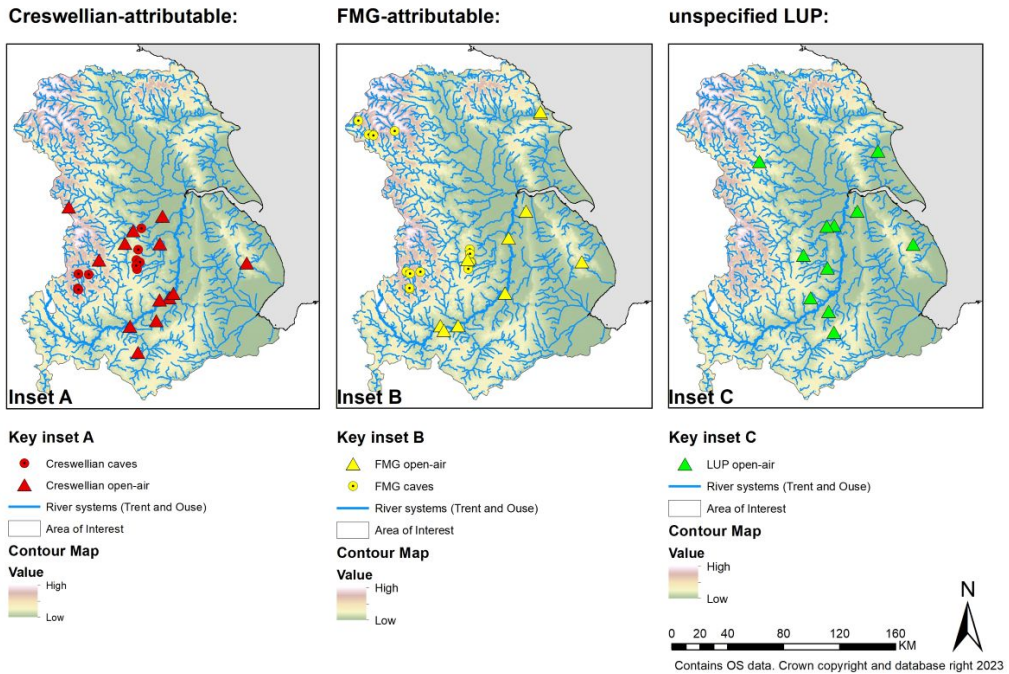 Creswellian-attributable:
FMG-attributable:
unspecified LUP:
Inset A
Inset B
Inset C
Key inset A
Creswellian caves
Creswellian open-air
River systems (Trent and Ouse)
Area of Interest
Contour Map
Value
High
Low
Key inset B
FMG open-air
FMG caves
River systems (Trent and Ouse)
Area of Interest
Contour Map
Value
High
Low
Key inset C
LUP open-air
River systems (Trent and Ouse)
Area of Interest
Contour Map
Value
High
Low
N
0 20 40 80 120 160
KM
Contains OS data. Crown copyright and database right 2023